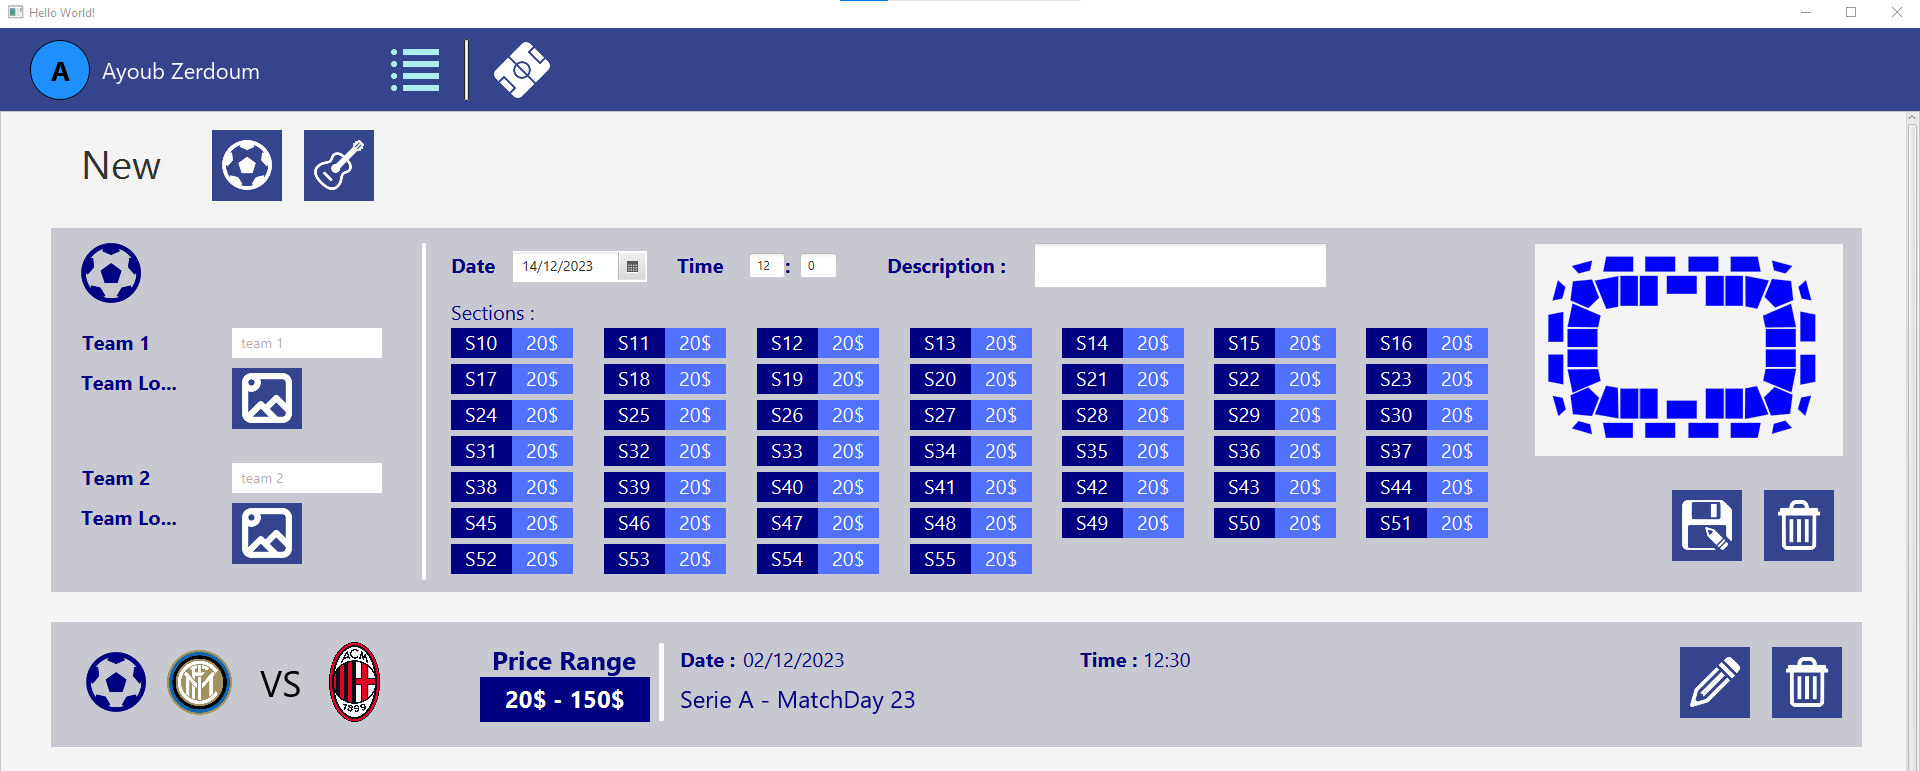 Hello World!
A Ayoub Zerdoum
New
Date 14/12/2023 Time 12 : 0 Description :
Sections :
Team 1 team 1
Team Lo...
Team 2 team 2
Team Lo...
S10 20$ S11 20$ S12 20$ S13 20$ S14 20$ S15 20$ S16 20$
S17 20$ S18 20$ S19 20$ S20 20$ S21 20$ S22 20$ S23 20$
S24 20$ S25 20$ S26 20$ S27 20$ S28 20$ S29 20$ S30 20$
S31 20$ S32 20$ S33 20$ S34 20$ S35 20$ S36 20$ S37 20$
S38 20$ S39 20$ S40 20$ S41 20$ S42 20$ S43 20$ S44 20$
S45 20$ S46 20$ S47 20$ S48 20$ S49 20$ S50 20$ S51 20$
S52 20$ S53 20$ S54 20$ S55 20$
VS
ACM
1899
Price Range
20$ - 150$
Date : 02/12/2023 Time : 12:30
Serie A - MatchDay 23